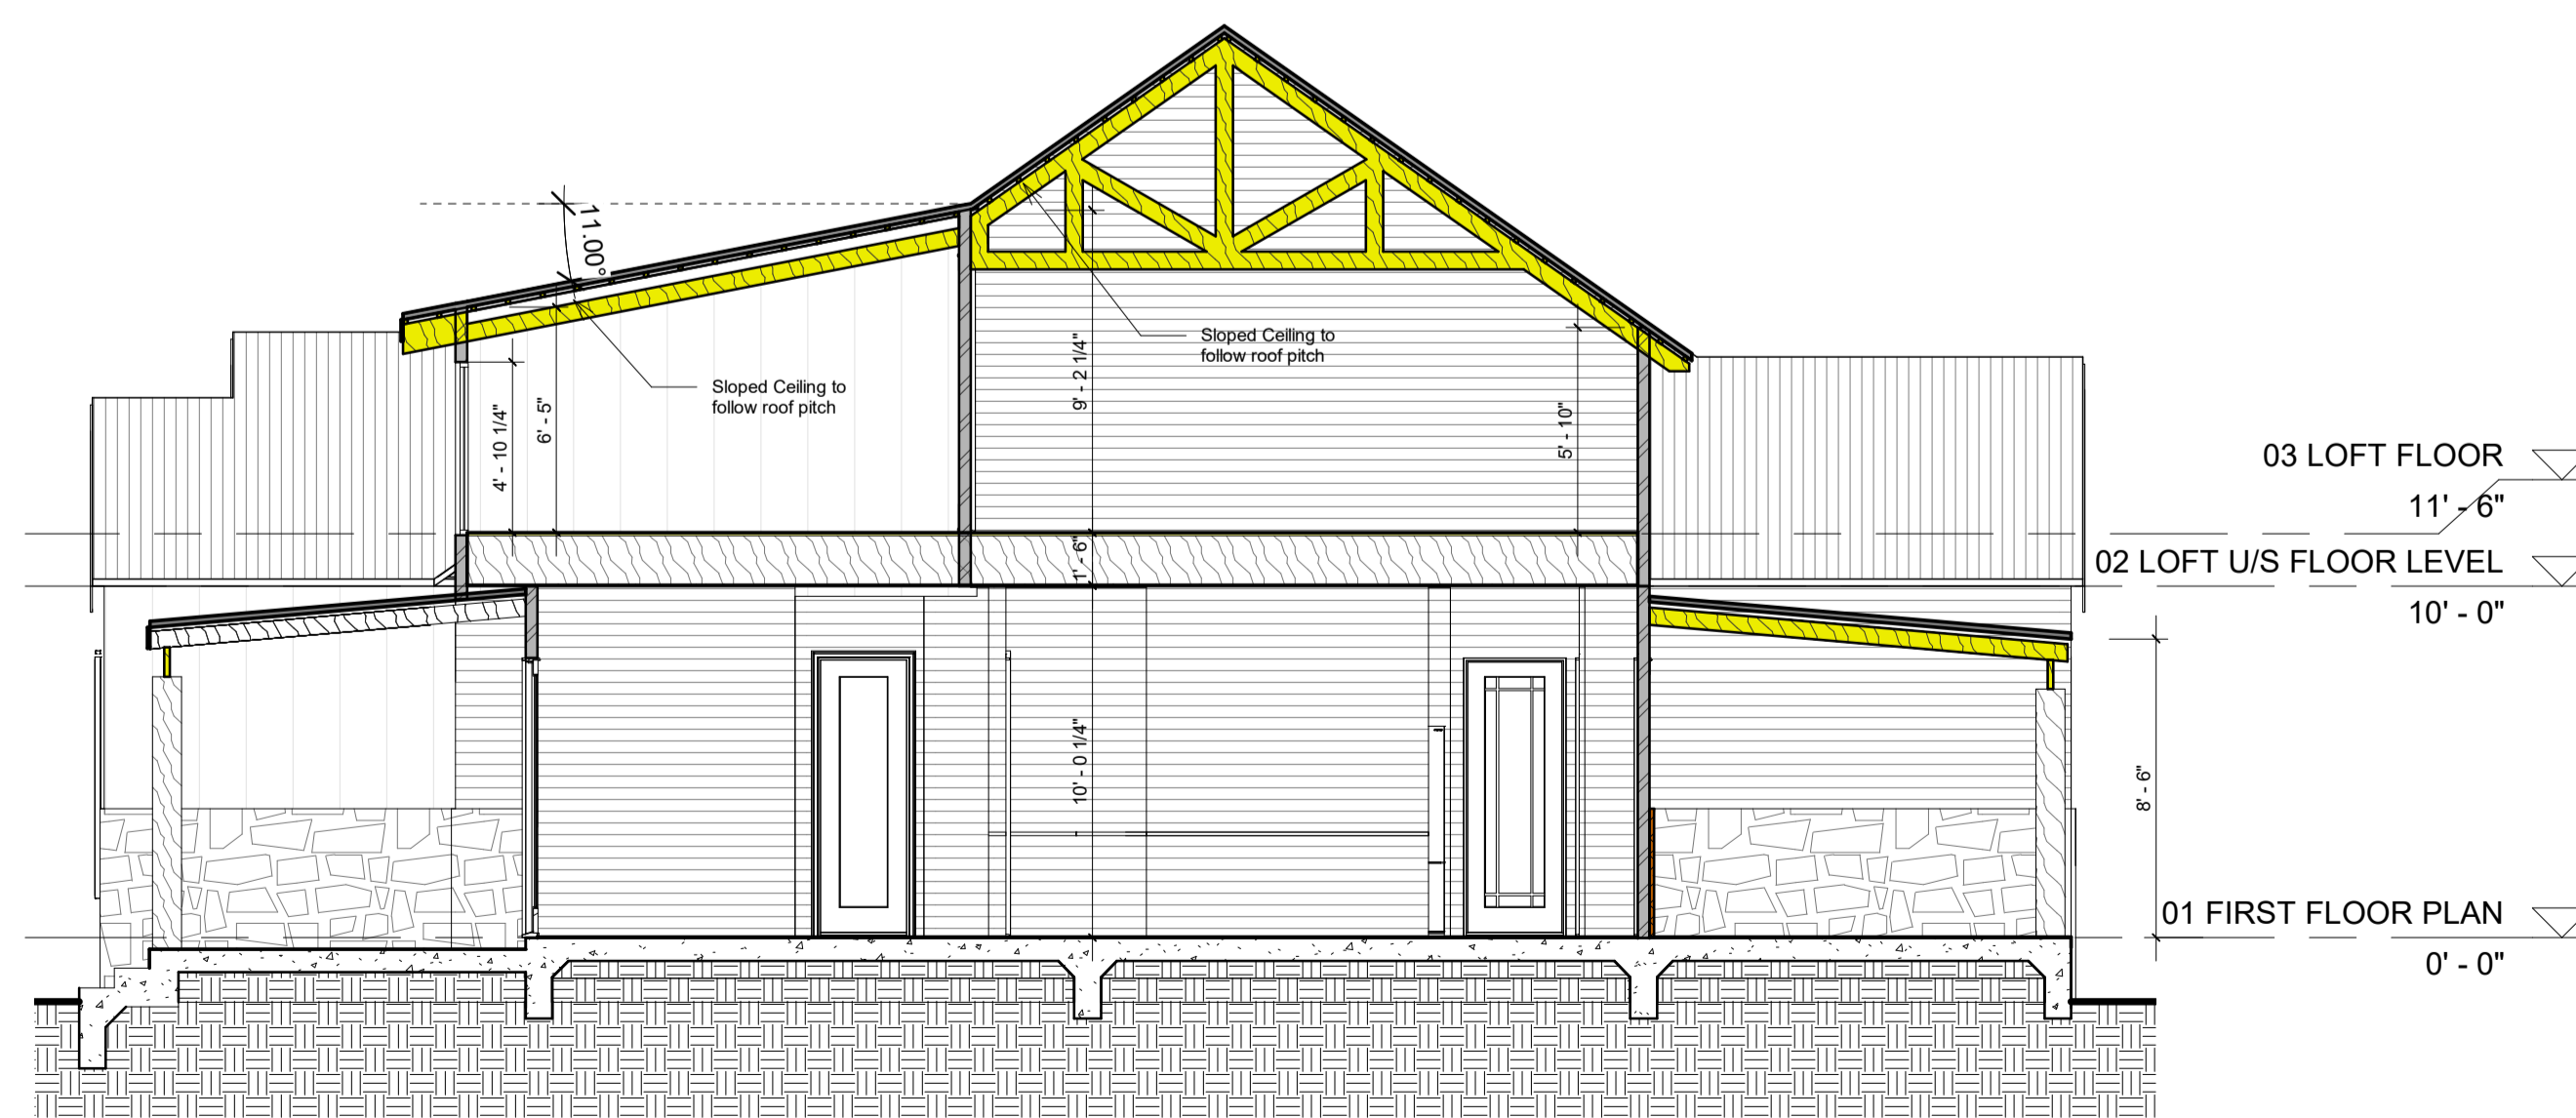 11.00°
Sloped Ceiling to
follow roof pitch
Sloped Ceiling to
follow roof pitch
4' - 10 1/4"
6' - 5"
9' - 2 1/4"
5' - 10"
1' - 6"
10' - 0 1/4"
8' - 6"
03 LOFT FLOOR
11' - 6"
02 LOFT U/S FLOOR LEVEL
10' - 0"
01 FIRST FLOOR PLAN
0' - 0"